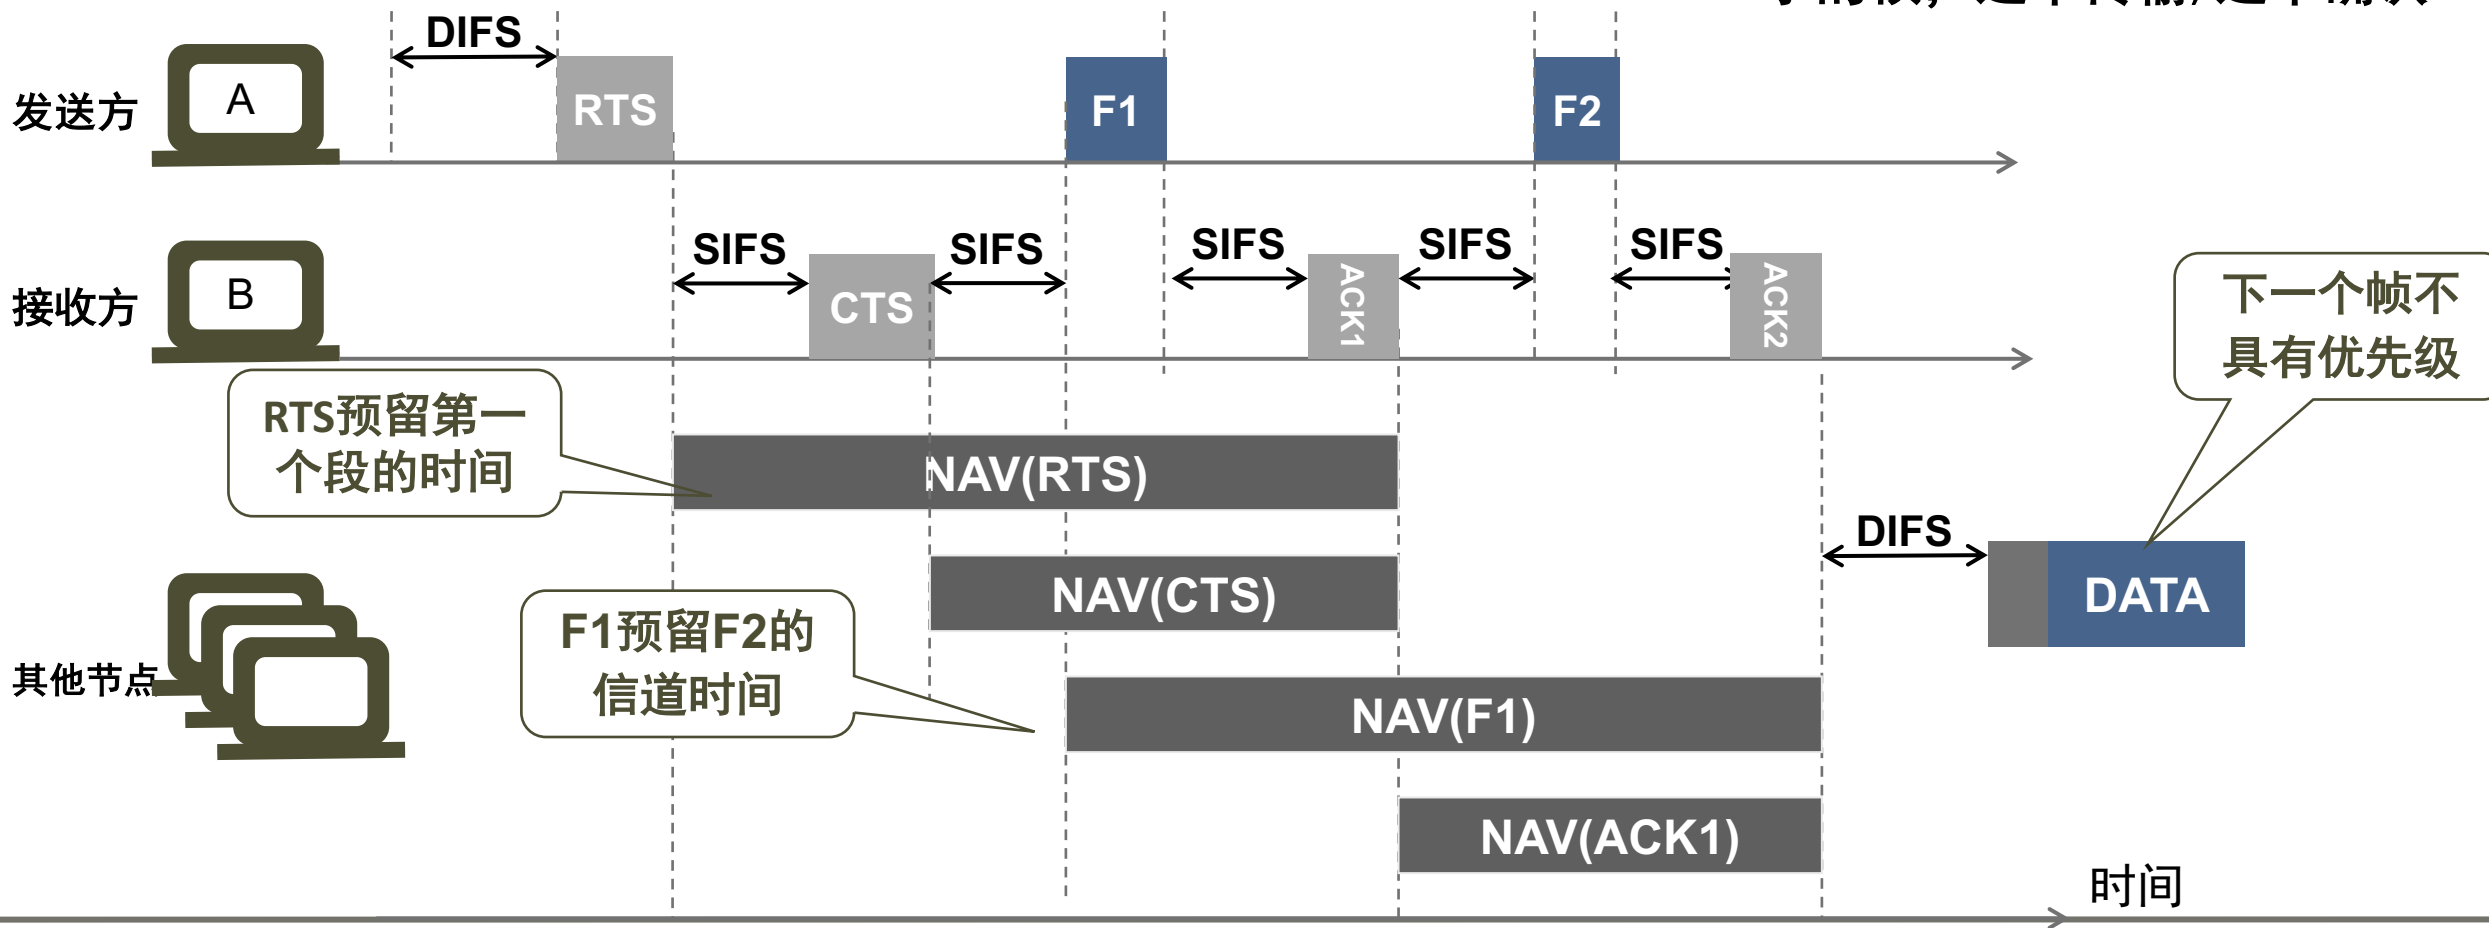 DIFS
A
RTS
F1
F2
发送方
SIFS
SIFS
SIFS
SIFS
SIFS
B
CTS
ACK1
ACK2
接收方
下一个帧不
具有优先级
RTS预留第一
个段的时间
NAV(RTS)
DIFS
NAV(CTS)
DATA
F1预留F2的
信道时间
其他节点
NAV(F1)
NAV(ACK1)
时间